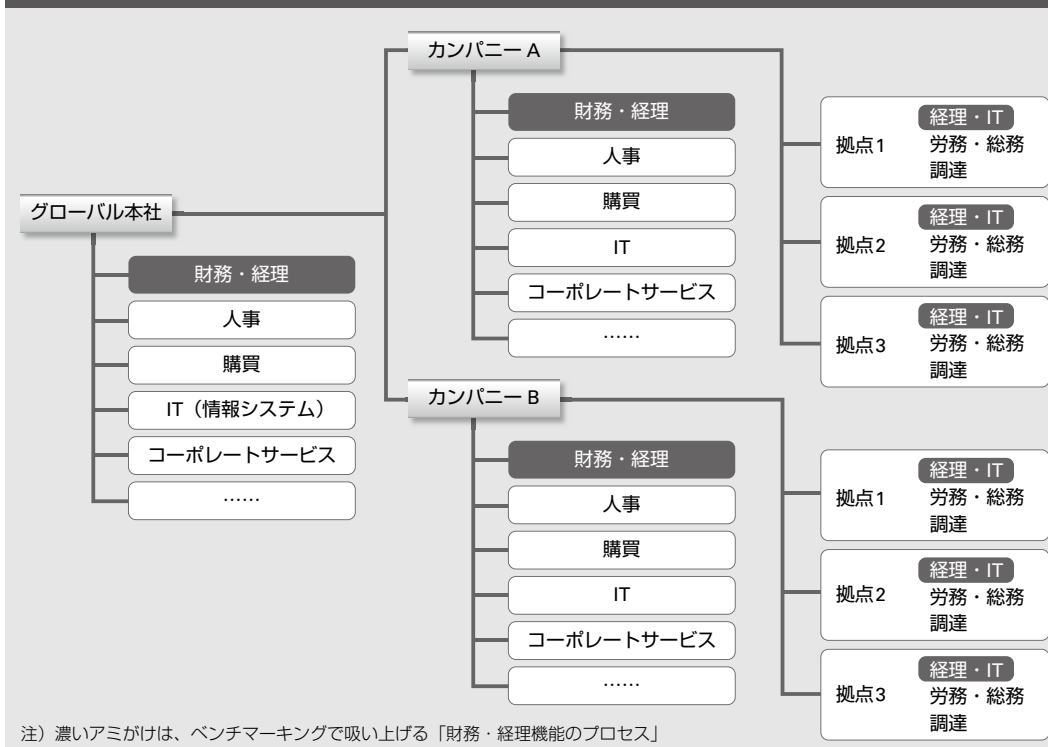 グローバル本社
財務・経理
人事
購買
IT（情報システム）
コーポレートサービス
……
カンパニー A
財務・経理
人事
購買
IT
コーポレートサービス
……
拠点1
経理・IT
労務・総務
調達
拠点2
経理・IT
労務・総務
調達
拠点3
経理・IT
労務・総務
調達
カンパニー B
財務・経理
人事
購買
IT
コーポレートサービス
……
拠点1
経理・IT
労務・総務
調達
拠点2
経理・IT
労務・総務
調達
拠点3
経理・IT
労務・総務
調達
注）濃いアミがけは、ベンチマーキングで吸い上げる「財務・経理機能のプロセス」